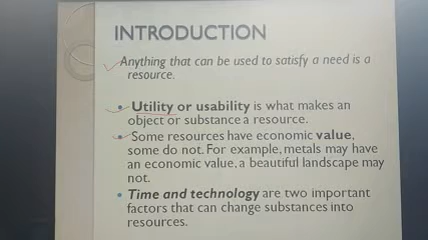 INTRODUCTION
Anything that can be used to satisfy a need is a
resource.
Utility or usability is what makes an
object or substance a resource.
Some resources have economic value,
some do not. For example, metals may have
an economic value, a beautiful landscape may
not.
Time and technology are two important
factors that can change substances into
resources.